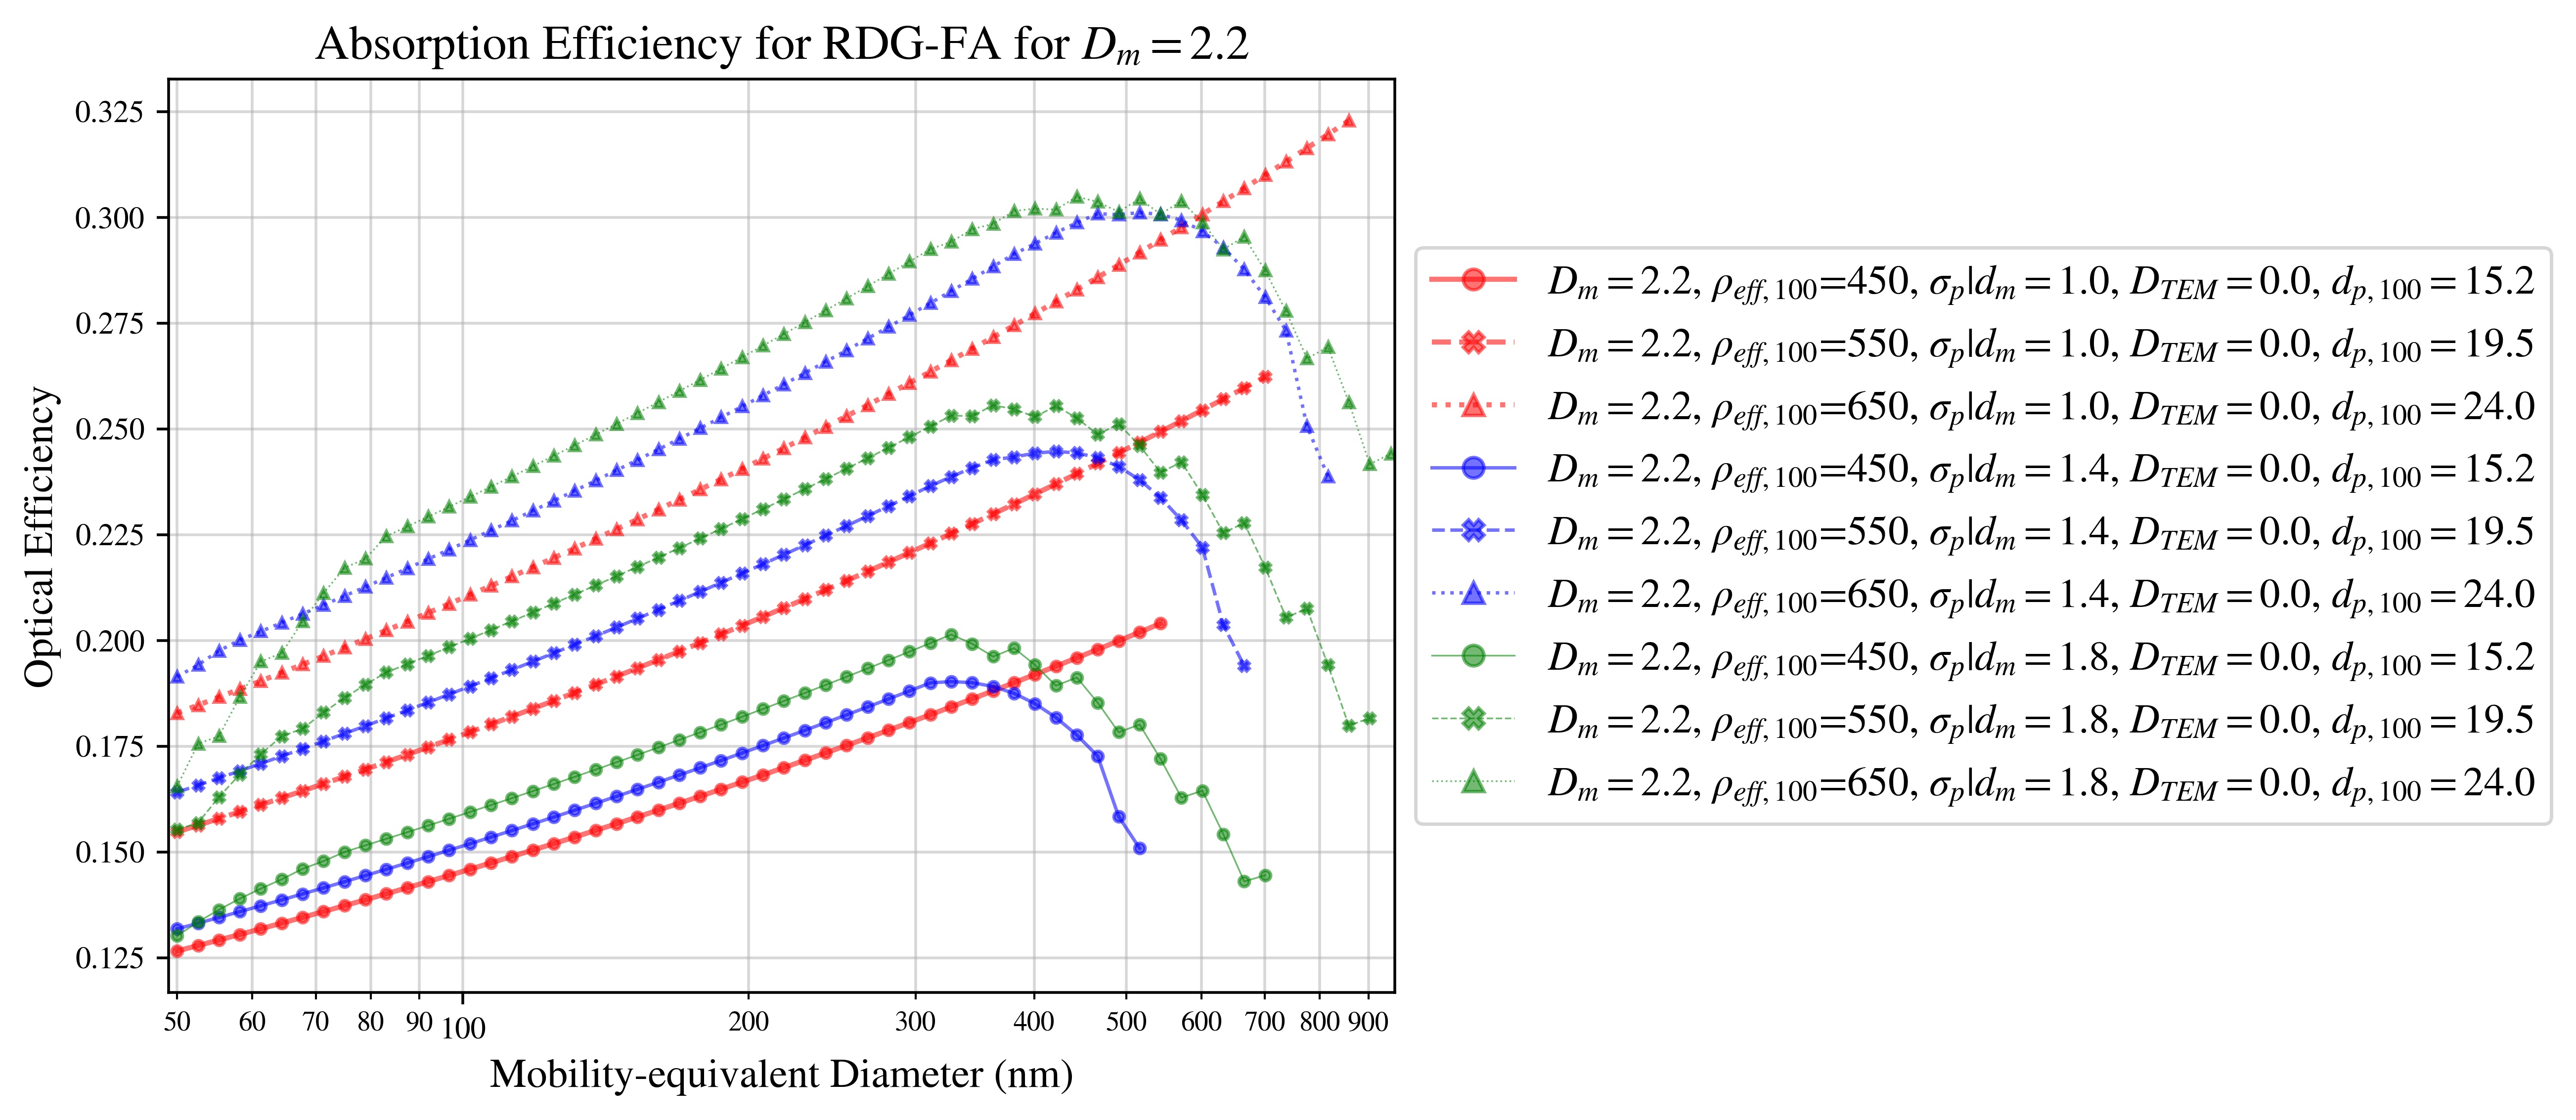 Absorption Efficiency for RDG-FA for D_m = 2.2
Optical Efficiency
0.325
0.300
0.275
0.250
0.225
0.200
0.175
0.150
0.125
50 60 70 80 90 100 200 300 400 500 600 700 800 900
Mobility-equivalent Diameter (nm)
D_m = 2.2, ρ_eff,100=450, σ_p|d_m = 1.0, D_TEM = 0.0, d_p,100 = 15.2
D_m = 2.2, ρ_eff,100=550, σ_p|d_m = 1.0, D_TEM = 0.0, d_p,100 = 19.5
D_m = 2.2, ρ_eff,100=650, σ_p|d_m = 1.0, D_TEM = 0.0, d_p,100 = 24.0
D_m = 2.2, ρ_eff,100=450, σ_p|d_m = 1.4, D_TEM = 0.0, d_p,100 = 15.2
D_m = 2.2, ρ_eff,100=550, σ_p|d_m = 1.4, D_TEM = 0.0, d_p,100 = 19.5
D_m = 2.2, ρ_eff,100=650, σ_p|d_m = 1.4, D_TEM = 0.0, d_p,100 = 24.0
D_m = 2.2, ρ_eff,100=450, σ_p|d_m = 1.8, D_TEM = 0.0, d_p,100 = 15.2
D_m = 2.2, ρ_eff,100=550, σ_p|d_m = 1.8, D_TEM = 0.0, d_p,100 = 19.5
D_m = 2.2, ρ_eff,100=650, σ_p|d_m = 1.8, D_TEM = 0.0, d_p,100 = 24.0